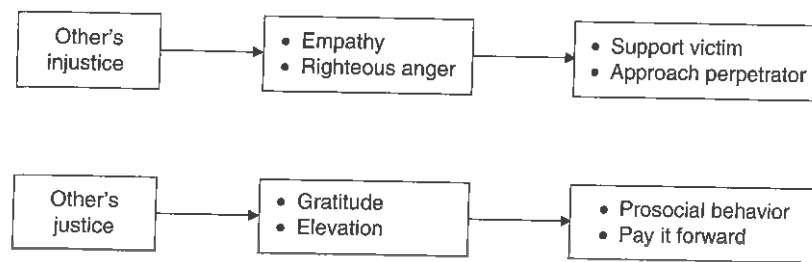 Other's
injustice
• Empathy
• Righteous anger
• Support victim
• Approach perpetrator
Other's
justice
• Gratitude
• Elevation
• Prosocial behavior
• Pay it forward